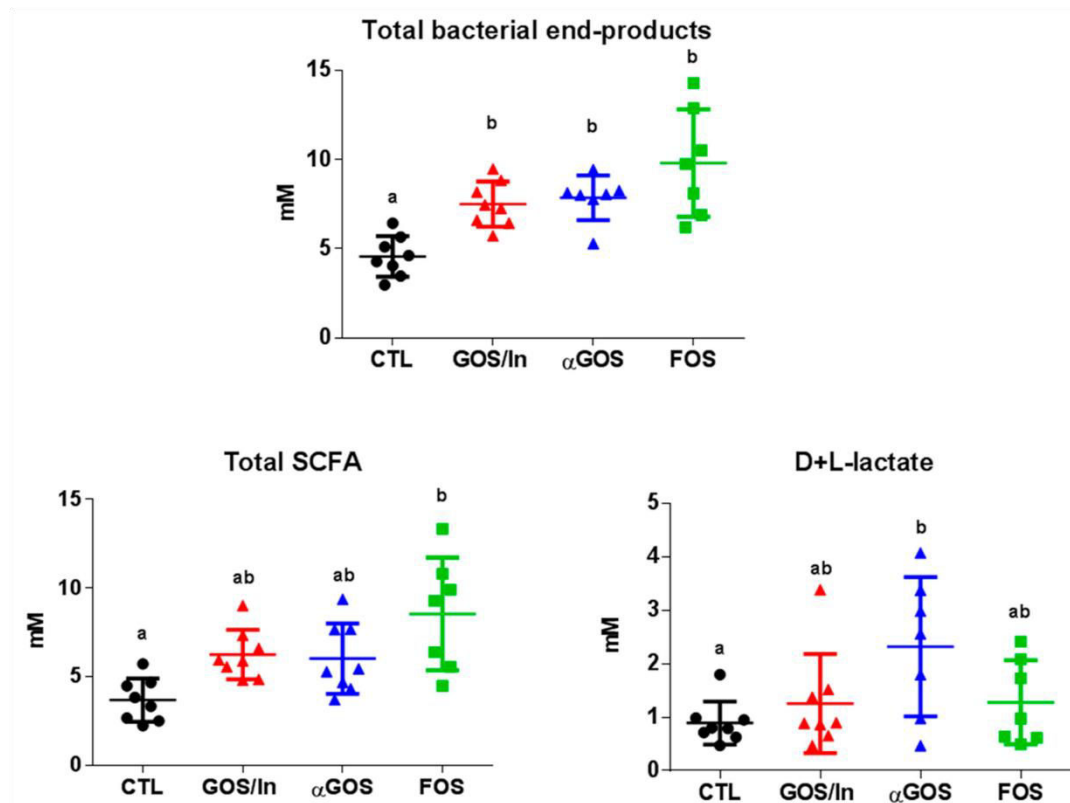 Total bacterial end-products
15
10
5
0
mM
a
b
b
b
CTL GOS/In αGOS FOS
Total SCFA
15
10
5
0
mM
a
ab
ab
b
CTL GOS/In αGOS FOS
D+L-lactate
5
4
3
2
1
0
mM
a
ab
b
ab
CTL GOS/In αGOS FOS